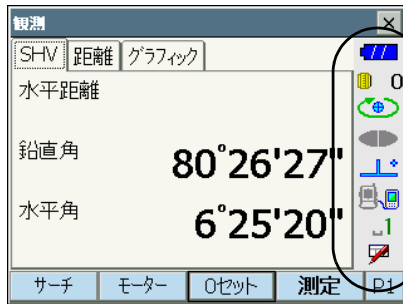 観測
SHV 距離 グラフィック
水平距離
0
鉛直角 80°26'27"
水平角 6°25'20"
1
サーチ モーター 0セット 測定 P1